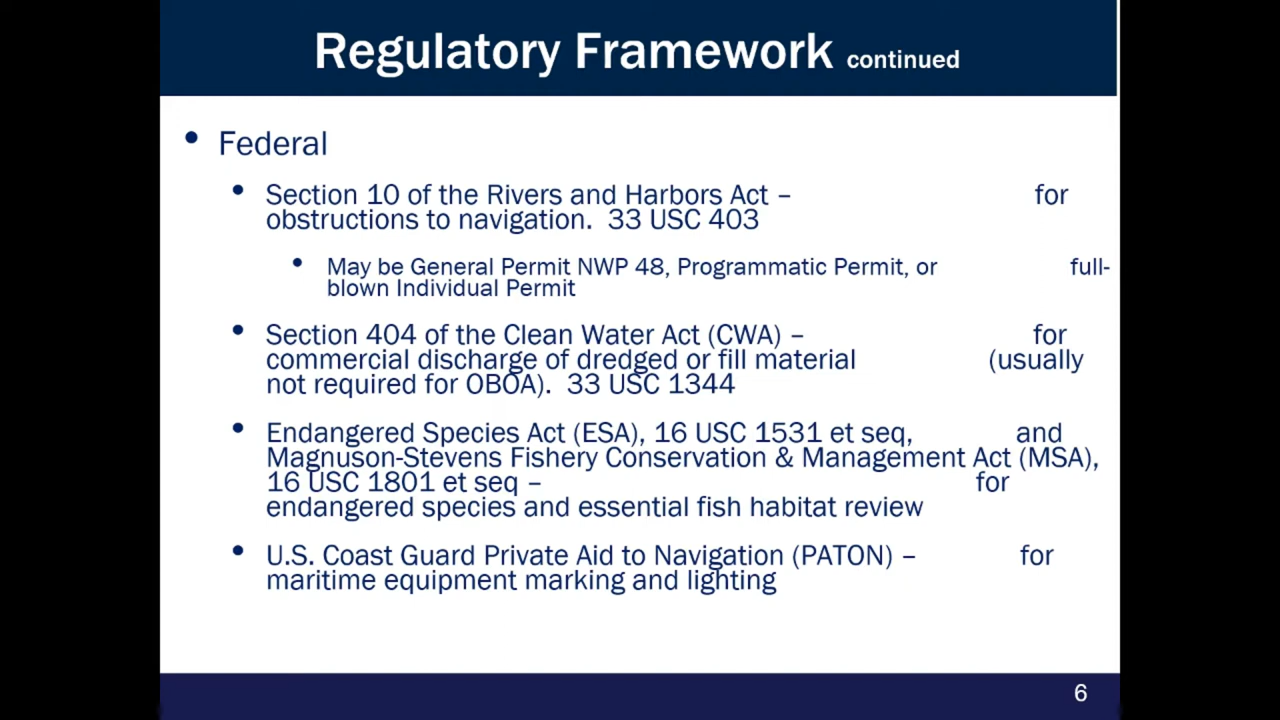 Regulatory Framework continued
• Federal
• Section 10 of the Rivers and Harbors Act – for
obstructions to navigation. 33 USC 403
• May be General Permit NWP 48, Programmatic Permit, or full-
blown Individual Permit
• Section 404 of the Clean Water Act (CWA) – for
commercial discharge of dredged or fill material (usually
not required for OBOA). 33 USC 1344
• Endangered Species Act (ESA), 16 USC 1531 et seq, and
Magnuson-Stevens Fishery Conservation & Management Act (MSA),
16 USC 1801 et seq – for
endangered species and essential fish habitat review
• U.S. Coast Guard Private Aid to Navigation (PATON) – for
maritime equipment marking and lighting
6